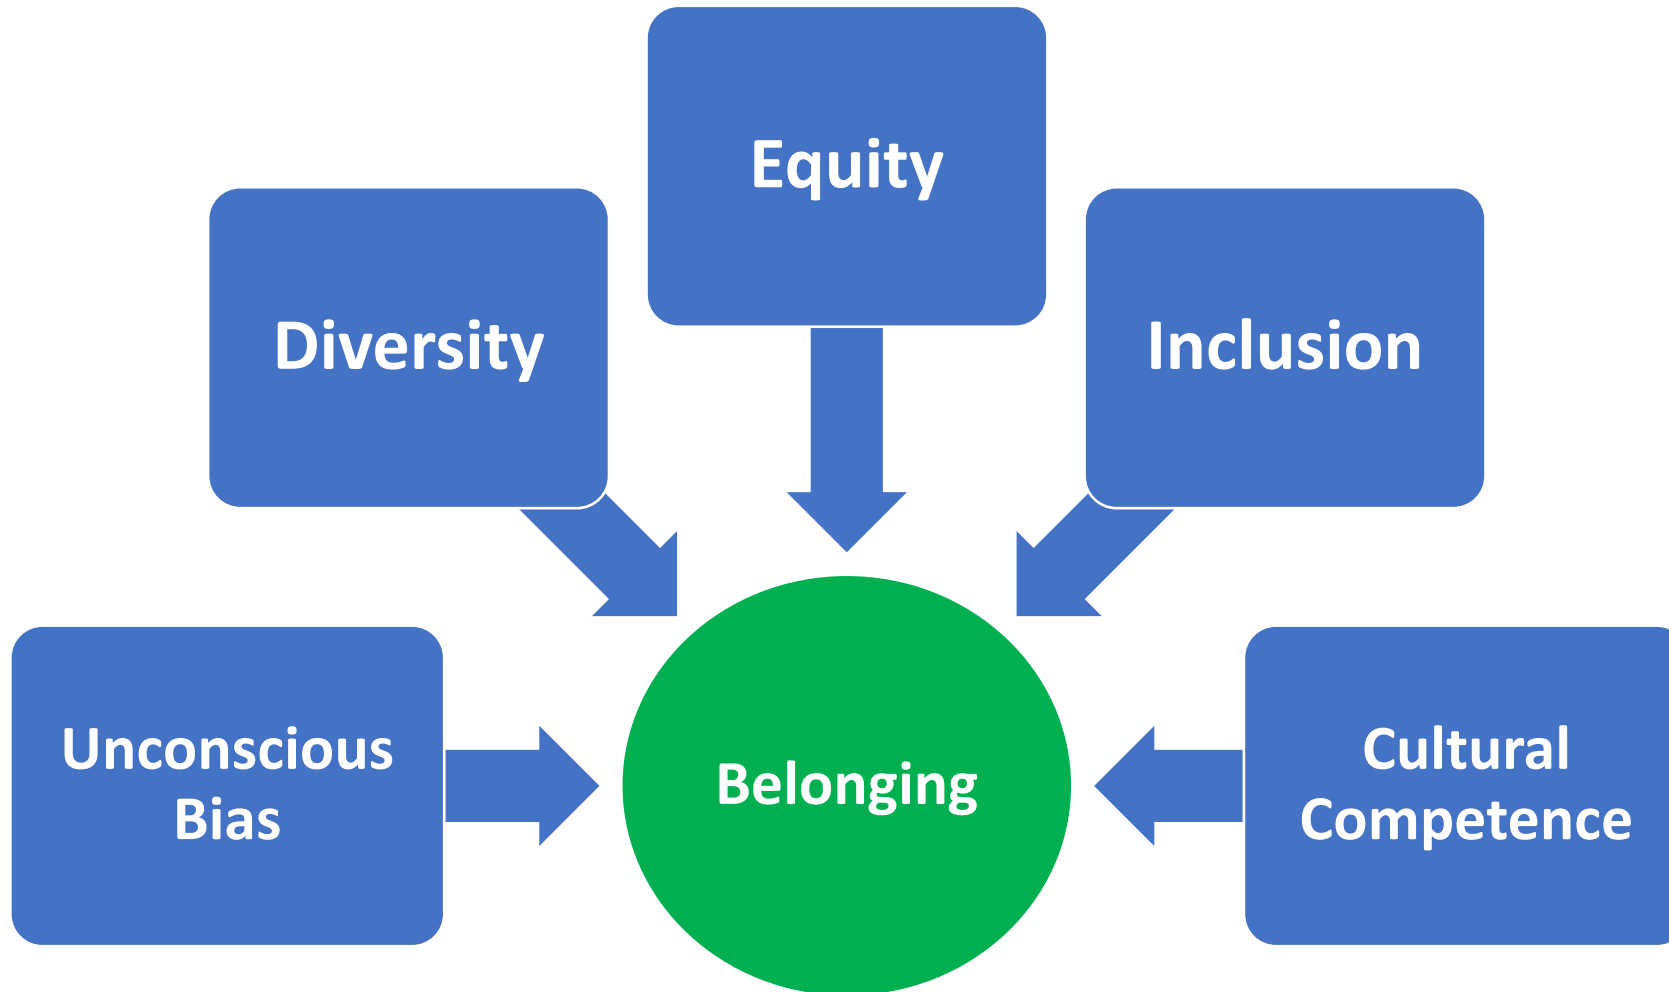 Equity
Diversity
Inclusion
Unconscious
Bias
Belonging
Cultural
Competence